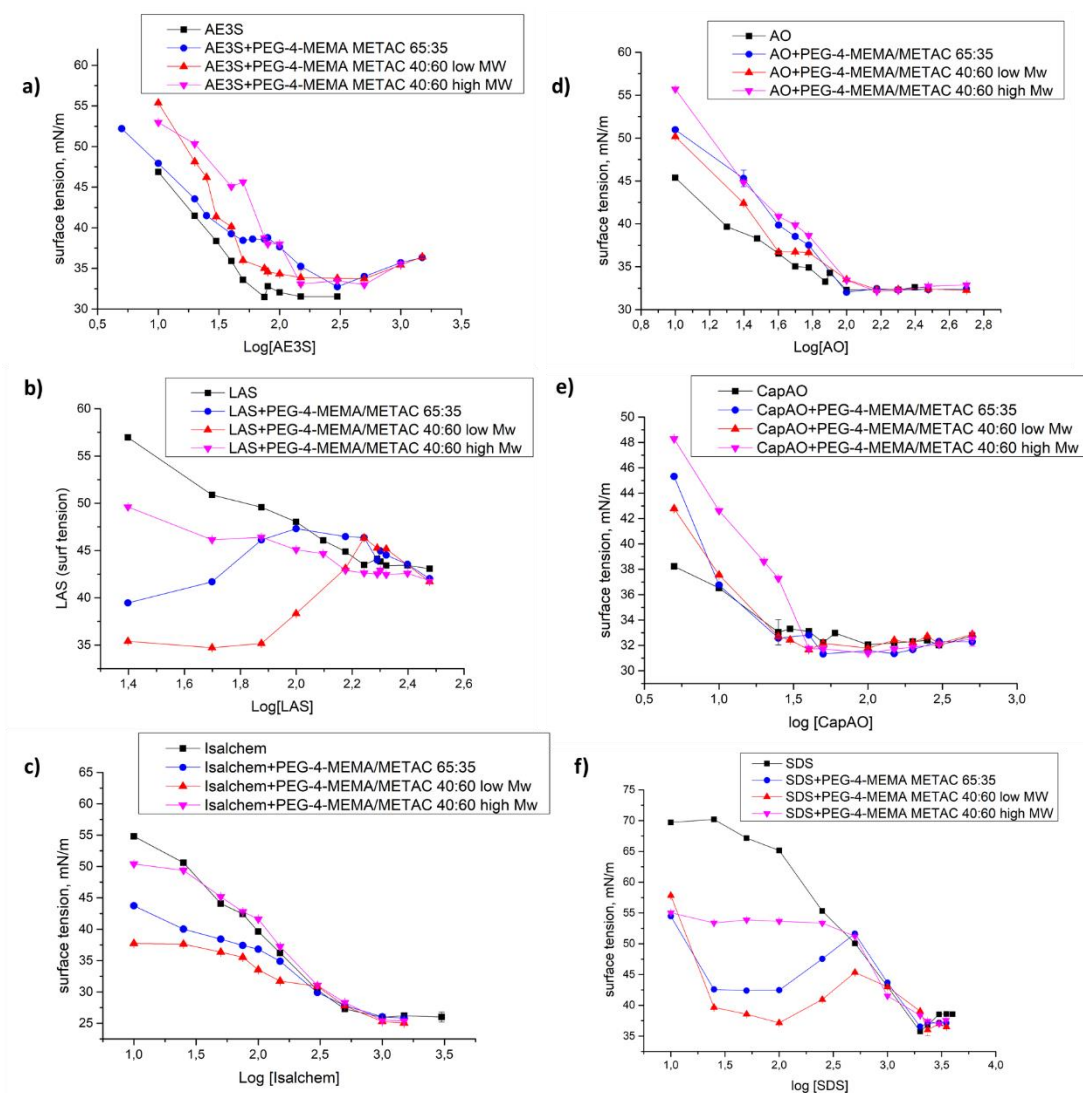 a)
AE3S
AE3S+PEG-4-MEMA METAC 65:35
AE3S+PEG-4-MEMA METAC 40:60 low MW
AE3S+PEG-4-MEMA METAC 40:60 high MW
surface tension, mN/m
60
55
50
45
40
35
30
0,5 1,0 1,5 2,0 2,5 3,0 3,5
Log[AE3S]
b)
LAS
LAS+PEG-4-MEMA/METAC 65:35
LAS+PEG-4-MEMA/METAC 40:60 low Mw
LAS+PEG-4-MEMA/METAC 40:60 high Mw
LAS (surf tension)
60
55
50
45
40
35
1,4 1,6 1,8 2,0 2,2 2,4 2,6
Log[LAS]
c)
Isalchem
Isalchem+PEG-4-MEMA/METAC 65:35
Isalchem+PEG-4-MEMA/METAC 40:60 low Mw
Isalchem+PEG-4-MEMA/METAC 40:60 high Mw
surface tension, mN/m
65
60
55
50
45
40
35
30
25
1,0 1,5 2,0 2,5 3,0 3,5
Log [Isalchem]
d)
AO
AO+PEG-4-MEMA/METAC 65:35
AO+PEG-4-MEMA/METAC 40:60 low Mw
AO+PEG-4-MEMA/METAC 40:60 high Mw
surface tension, mN/m
60
55
50
45
40
35
30
0,8 1,0 1,2 1,4 1,6 1,8 2,0 2,2 2,4 2,6 2,8
Log[AO]
e)
CapAO
CapAO+PEG-4-MEMA/METAC 65:35
CapAO+PEG-4-MEMA/METAC 40:60 low Mw
CapAO+PEG-4-MEMA/METAC 40:60 high Mw
surface tension, mN/m
50
48
46
44
42
40
38
36
34
32
30
0,5 1,0 1,5 2,0 2,5 3,0
log [CapAO]
f)
SDS
SDS+PEG-4-MEMA METAC 65:35
SDS+PEG-4-MEMA METAC 40:60 low MW
SDS+PEG-4-MEMA METAC 40:60 high MW
surface tension, mN/m
75
70
65
60
55
50
45
40
35
1,0 1,5 2,0 2,5 3,0 3,5 4,0
log [SDS]